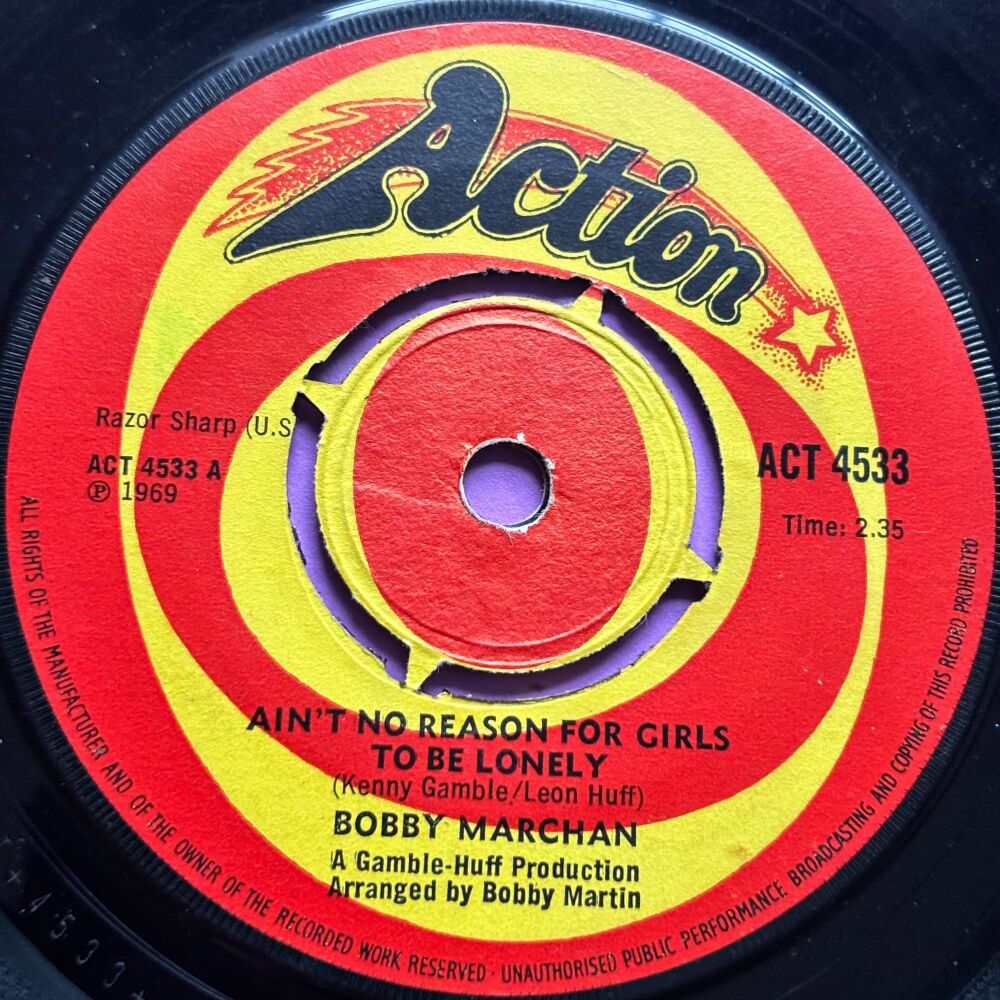 Action
Razor Sharp (U.S
ACT 4533 A
℗ 1969
ACT 4533
Time: 2.35
AIN'T NO REASON FOR GIRLS
TO BE LONELY
(Kenny Gamble/Leon Huff)
BOBBY MARCHAN
A Gamble-Huff Production
Arranged by Bobby Martin
ALL RIGHTS OF THE MANUFACTURER AND OF THE OWNER OF THE RECORDED WORK RESERVED · UNAUTHORISED PUBLIC PERFORMANCE, BROADCASTING AND COPYING OF THIS RECORD PROHIBITED
4533